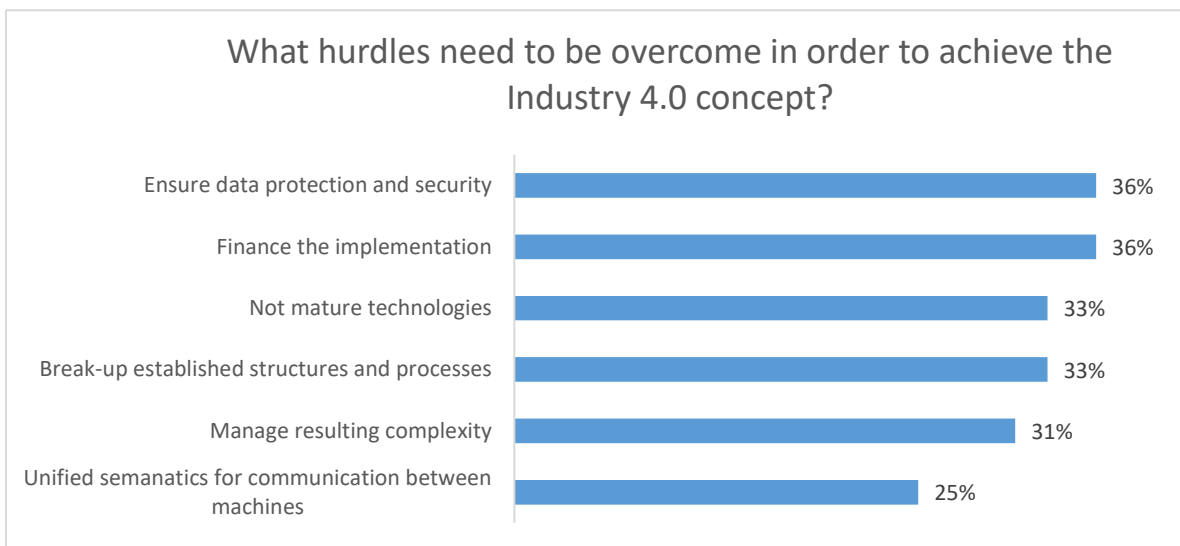 What hurdles need to be overcome in order to achieve the
Industry 4.0 concept?
Ensure data protection and security
36%
Finance the implementation
36%
Not mature technologies
33%
Break-up established structures and processes
33%
Manage resulting complexity
31%
Unified semanatics for communication between
machines
25%